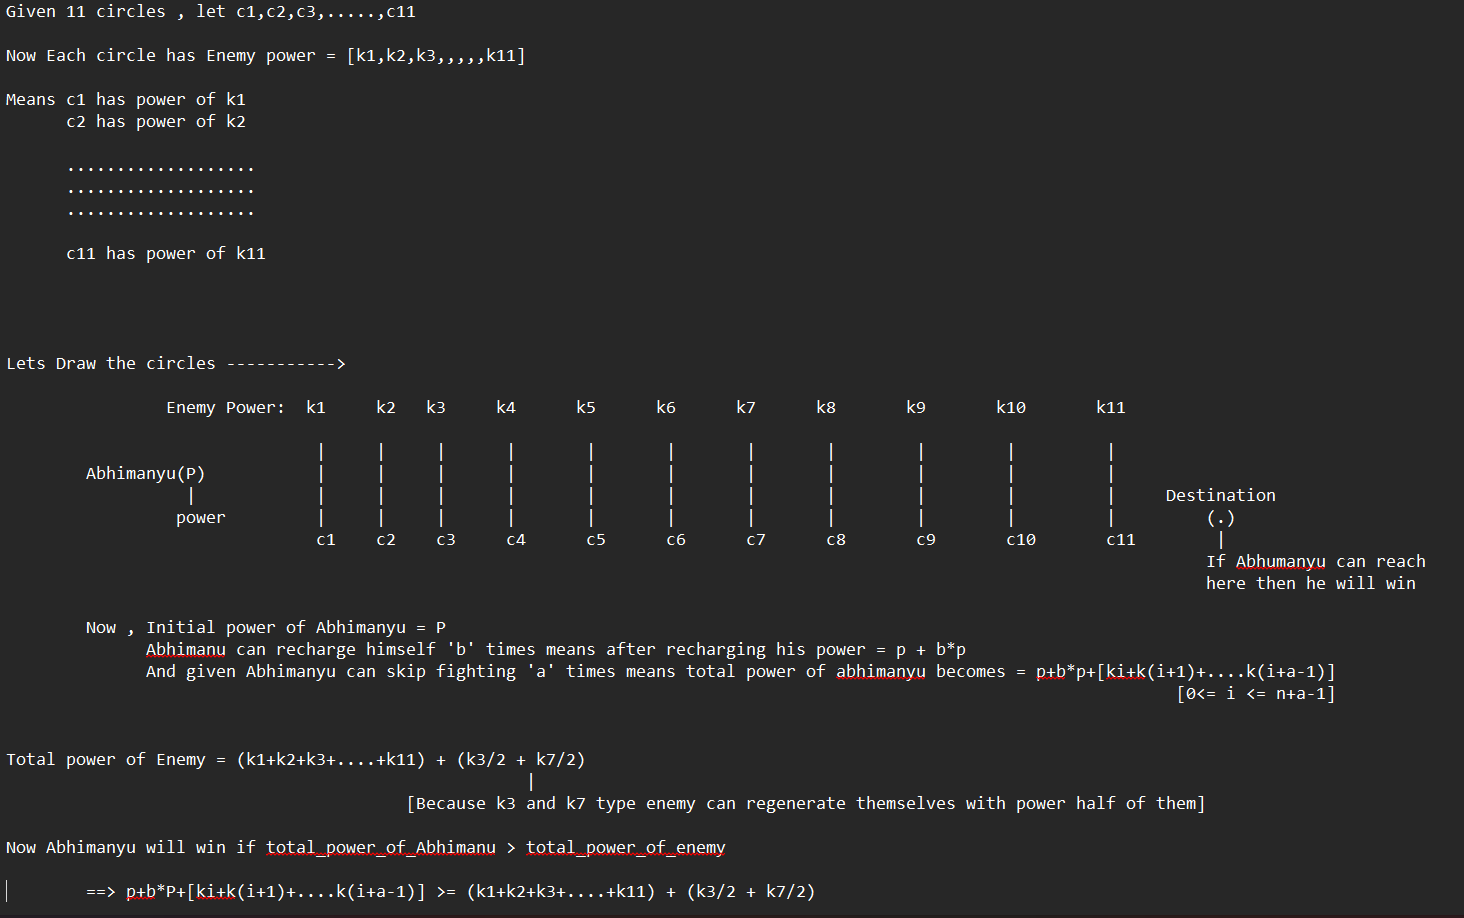 Given 11 circles , let c1,c2,c3,.....,c11
Now Each circle has Enemy power = [k1,k2,k3,,,,,k11]
Means c1 has power of k1
c2 has power of k2
...................
...................
...................
c11 has power of k11
Lets Draw the circles ----------->
Enemy Power: k1 k2 k3 k4 k5 k6 k7 k8 k9 k10 k11
| | | | | | | | | | |
Abhimanyu(P) | | | | | | | | | | |
| | | | | | | | | | | | Destination
power | | | | | | | | | | | (.)
c1 c2 c3 c4 c5 c6 c7 c8 c9 c10 c11 |
If Abhumanyu can reach
here then he will win
Now , Initial power of Abhimanyu = P
Abhimanu can recharge himself 'b' times means after recharging his power = p + b*p
And given Abhimanyu can skip fighting 'a' times means total power of abhimanyu becomes = p+b*p+[ki+k(i+1)+....k(i+a-1)]
[0<= i <= n+a-1]
Total power of Enemy = (k1+k2+k3+....+k11) + (k3/2 + k7/2)
|
[Because k3 and k7 type enemy can regenerate themselves with power half of them]
Now Abhimanyu will win if total_power_of_Abhimanu > total_power_of_enemy
==> p+b*P+[ki+k(i+1)+....k(i+a-1)] >= (k1+k2+k3+....+k11) + (k3/2 + k7/2)